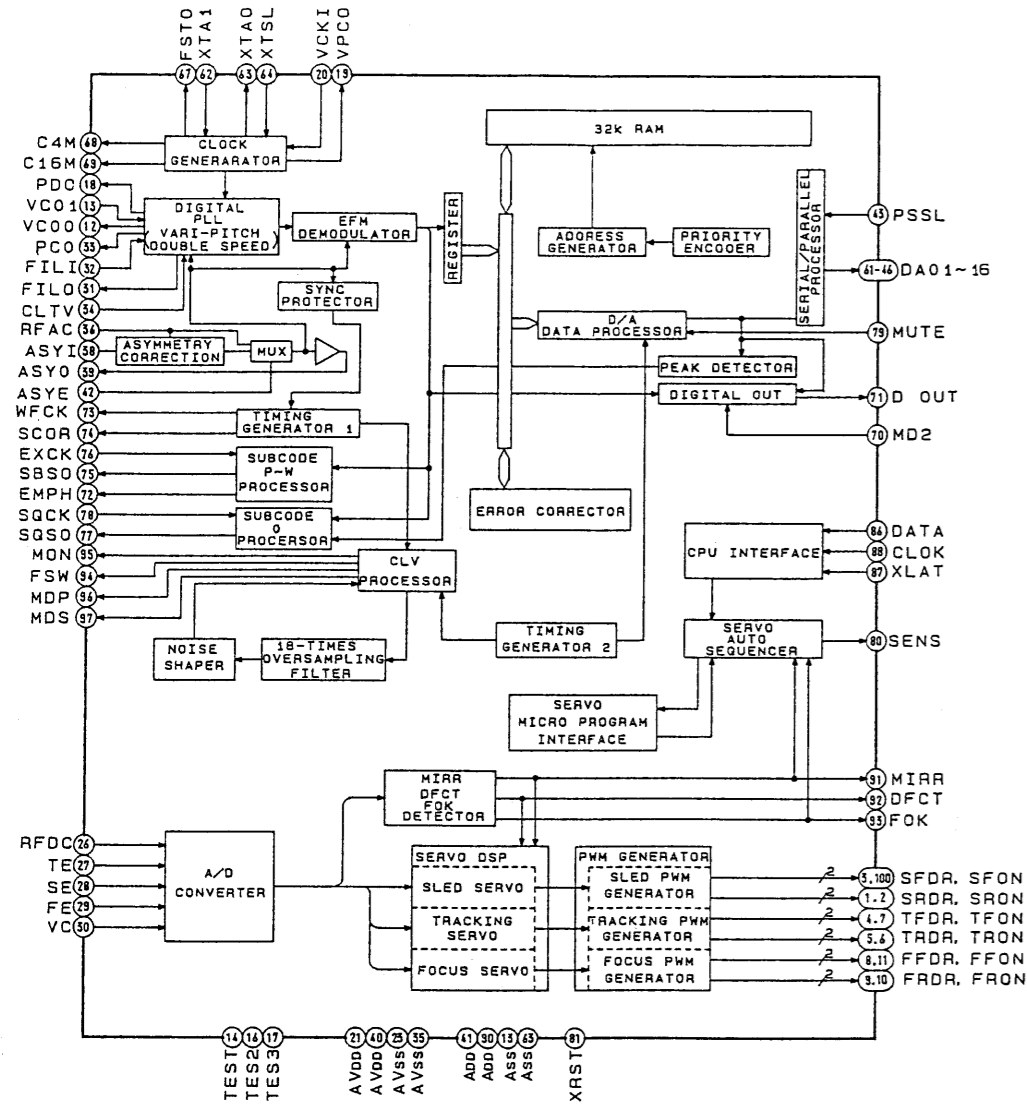 FSTO
XTA1
XTAO
XTSL
VCKI
VPCO
67
62
63
64
20
19
C4M 68
C16M 69
PDC 18
VCO1 13
VCOO 12
PCO 33
FILI 32
FILO 31
CLTV 34
RFAC 36
ASYI 38
ASYO 39
ASYE 42
WFCK 73
SCOR 74
EXCK 76
SBSO 75
EMPH 72
SQCK 78
SQSO 77
MON 95
FSW 94
MDP 96
MDS 97
RFDC 26
TE 27
SE 28
FE 29
VC 30
CLOCK
GENERARATOR
DIGITAL
PLL
VARI-PITCH
(DOUBLE SPEED)
EFM
DEMODULATOR
REGISTER
SYNC
PROTECTOR
ASYMMETRY
CORRECTION
MUX
TIMING
GENERATOR 1
SUBCODE
P~W
PROCESSOR
SUBCODE
Q
PROCERSOR
CLV
PROCESSOR
NOISE
SHAPER
18-TIMES
OVERSAMPLING
FILTER
TIMING
GENERATOR 2
32k RAM
ADDRESS
GENERATOR
PRIORITY
ENCODER
SERIAL/PARALLEL
PROCESSOR
D/A
DATA PROCESSOR
PEAK DETECTOR
DIGITAL OUT
ERROR CORRECTOR
CPU INTERFACE
SERVO
AUTO
SEQUENCER
SERVO
MICRO PROGRAM
INTERFACE
MIRR
DFCT
FOK
DETECTOR
A/D
CONVERTER
SERVO DSP
SLED SERVO
TRACKING
SERVO
FOCUS SERVO
PWM GENERATOR
SLED PWM
GENERATOR
TRACKING PWM
GENERATOR
FOCUS PWM
GENERATOR
43 PSSL
61-46 DA01~16
79 MUTE
71 D OUT
70 MD2
86 DATA
88 CLOK
87 XLAT
80 SENS
91 MIRR
92 DFCT
93 FOK
2 3.100 SFDR, SFON
2 1.2 SRDR, SRON
2 4.7 TFDR, TFON
2 5.6 TRDR, TRON
2 8.11 FFDR, FFON
2 9.10 FRDR, FRON
14
16
17
21
40
25
35
41
90
13
63
81
TEST
TES2
TES3
AVDD
AVDD
AVSS
AVSS
ADD
ADD
ASS
ASS
XRST